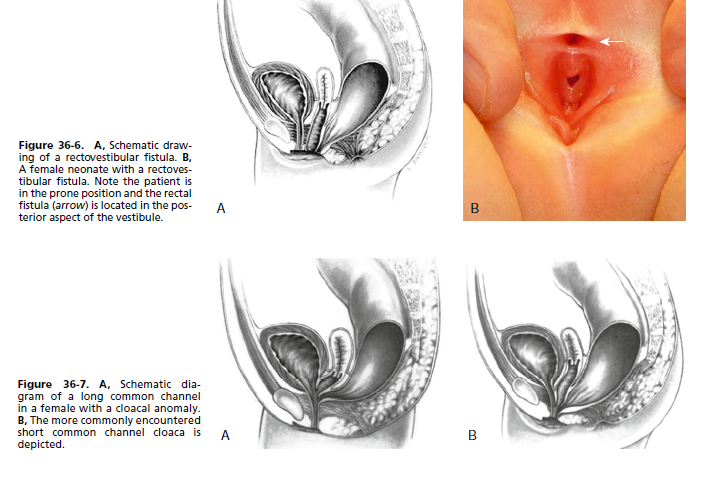 Figure 36-6. A, Schematic draw-
ing of a rectovestibular fistula. B,
A female neonate with a rectoves-
tibular fistula. Note the patient is
in the prone position and the rectal
fistula (arrow) is located in the pos-
terior aspect of the vestibule.
A
B
Figure 36-7. A, Schematic dia-
gram of a long common channel
in a female with a cloacal anomaly.
B, The more commonly encountered
short common channel cloaca is
depicted.
A
B